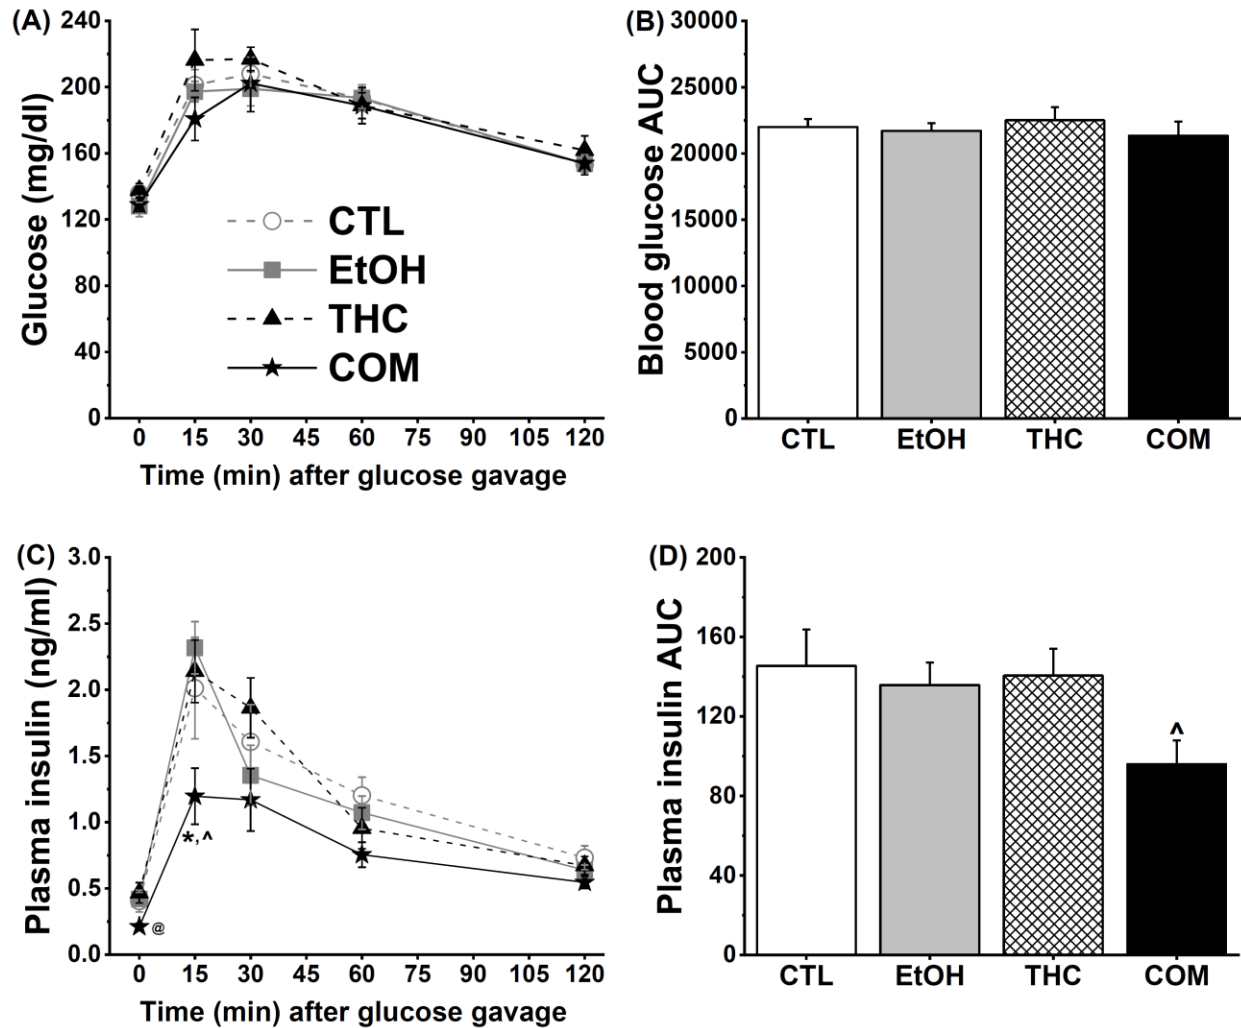 (A)
Glucose (mg/dl)
240
200
160
120
80
40
0
CTL
EtOH
THC
COM
0 15 30 45 60 75 90 105 120
Time (min) after glucose gavage
(B)
Blood glucose AUC
30000
25000
20000
15000
10000
5000
0
CTL EtOH THC COM
(C)
Plasma insulin (ng/ml)
3.0
2.5
2.0
1.5
1.0
0.5
0.0
*,^
@
0 15 30 45 60 75 90 105 120
Time (min) after glucose gavage
(D)
Plasma insulin AUC
200
160
120
80
40
0
^
CTL EtOH THC COM